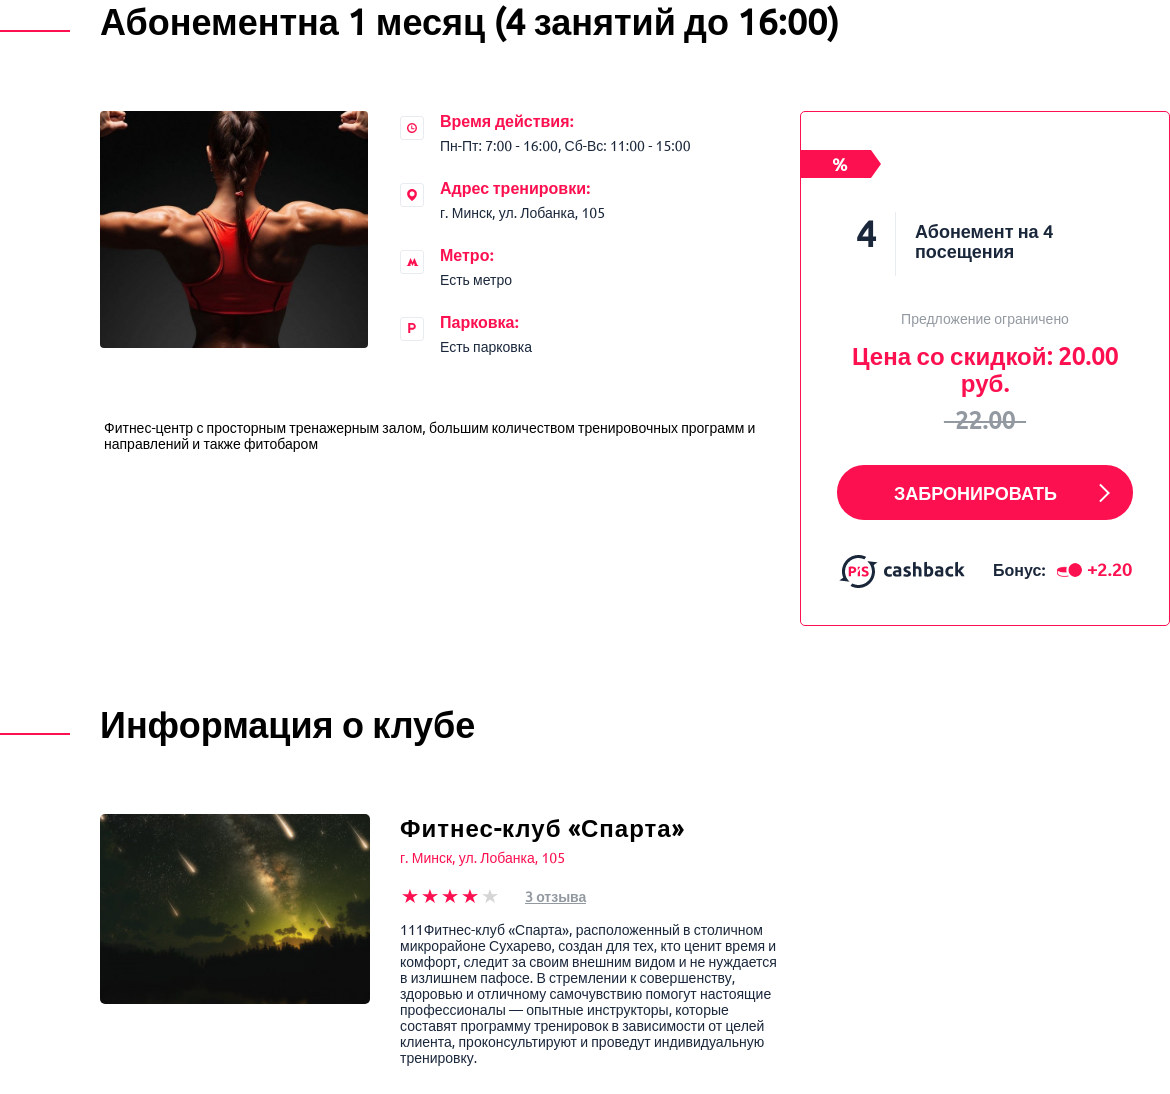 Абонементна 1 месяц (4 занятий до 16:00)
Время действия:
Пн-Пт: 7:00 - 16:00, Сб-Вс: 11:00 - 15:00
Адрес тренировки:
г. Минск, ул. Лобанка, 105
Метро:
Есть метро
P
Парковка:
Есть парковка
Фитнес-центр с просторным тренажерным залом, большим количеством тренировочных программ и
направлений и также фитобаром
%
4
Абонемент на 4
посещения
Предложение ограничено
Цена со скидкой: 20.00
руб.
22.00
ЗАБРОНИРОВАТЬ
PiS cashback
Бонус: +2.20
Информация о клубе
Фитнес-клуб «Спарта»
г. Минск, ул. Лобанка, 105
3 отзыва
111Фитнес-клуб «Спарта», расположенный в столичном
микрорайоне Сухарево, создан для тех, кто ценит время и
комфорт, следит за своим внешним видом и не нуждается
в излишнем пафосе. В стремлении к совершенству,
здоровью и отличному самочувствию помогут настоящие
профессионалы — опытные инструкторы, которые
составят программу тренировок в зависимости от целей
клиента, проконсультируют и проведут индивидуальную
тренировку.